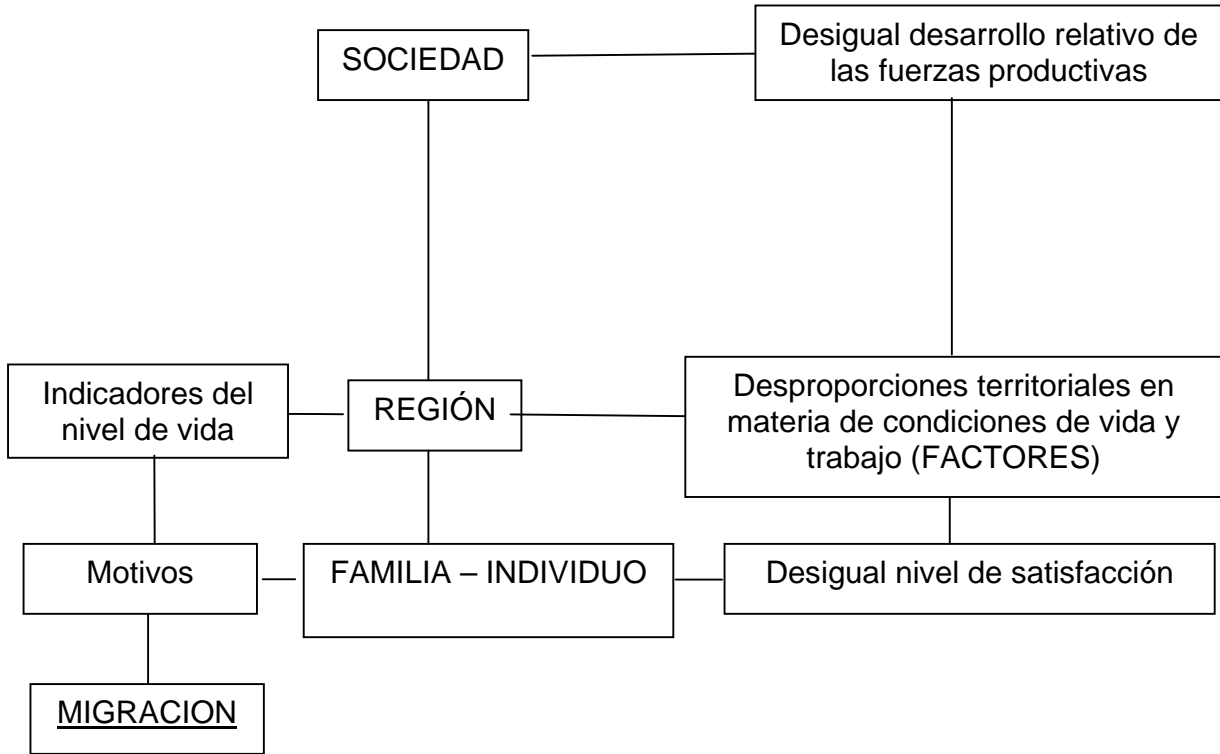 SOCIEDAD
Desigual desarrollo relativo de
las fuerzas productivas
Indicadores del
nivel de vida
REGIÓN
Desproporciones territoriales en
materia de condiciones de vida y
trabajo (FACTORES)
Motivos
FAMILIA – INDIVIDUO
Desigual nivel de satisfacción
MIGRACION